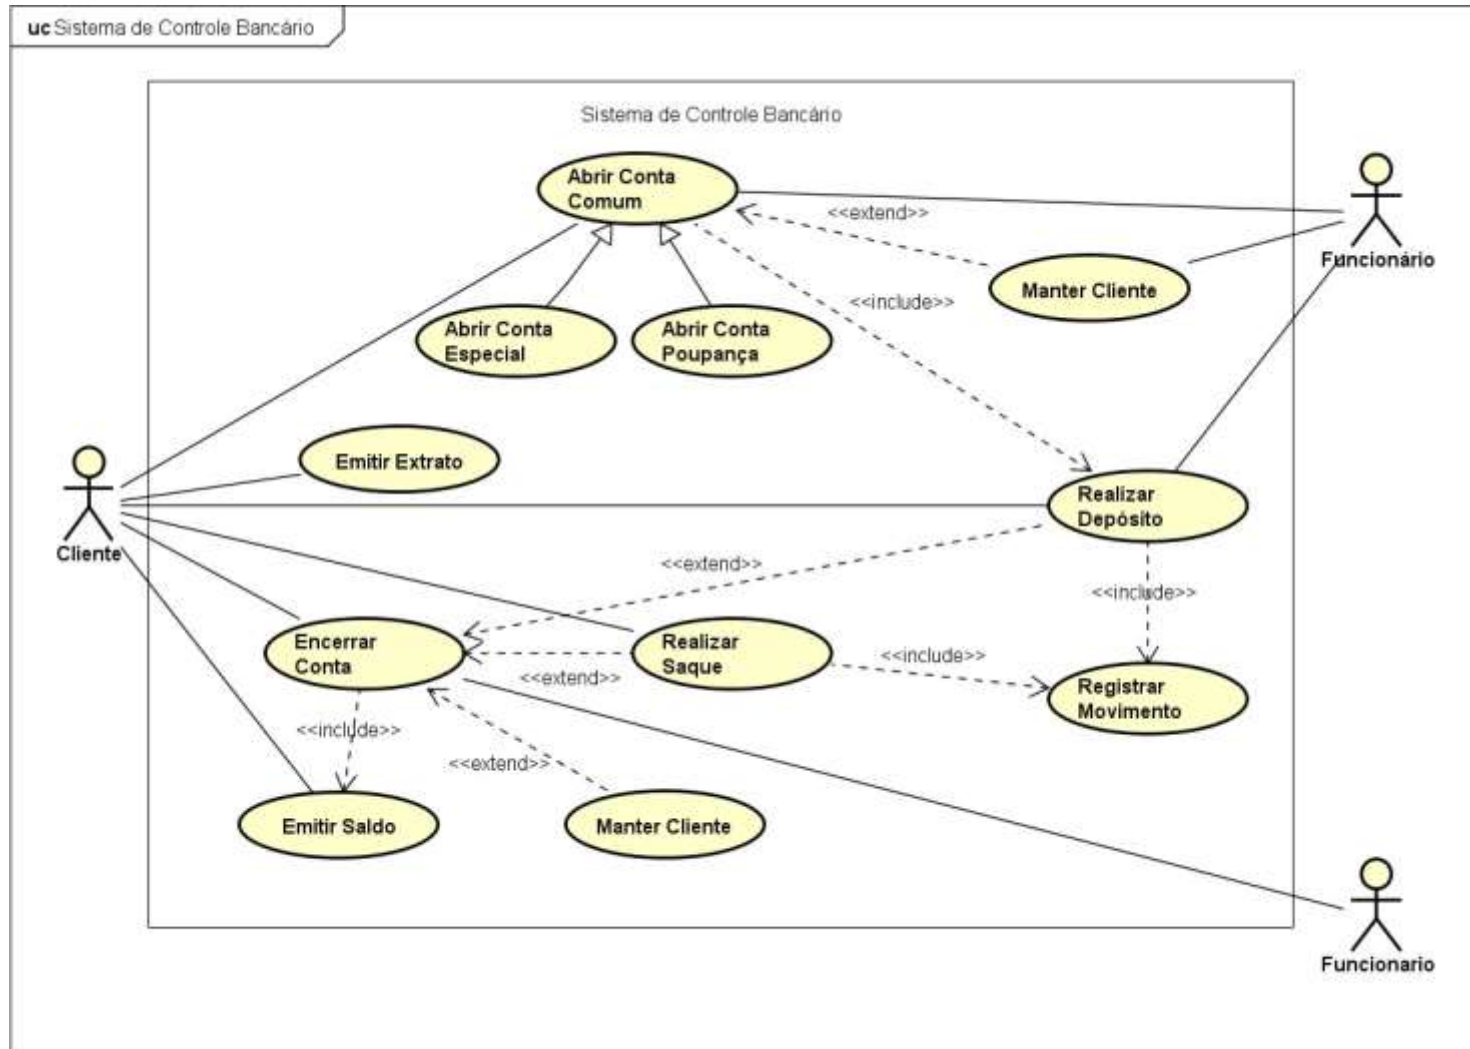 uc Sistema de Controle Bancário
Sistema de Controle Bancário
Abrir Conta
Comum
<<extend>>
Funcionário
Manter Cliente
<<include>>
Abrir Conta
Especial
Abrir Conta
Poupança
Emitir Extrato
Realizar
Depósito
Cliente
<<extend>>
<<include>>
Encerrar
Conta
Realizar
Saque
<<include>>
<<extend>>
Registrar
Movimento
<<include>>
<<extend>>
Emitir Saldo
Manter Cliente
Funcionario